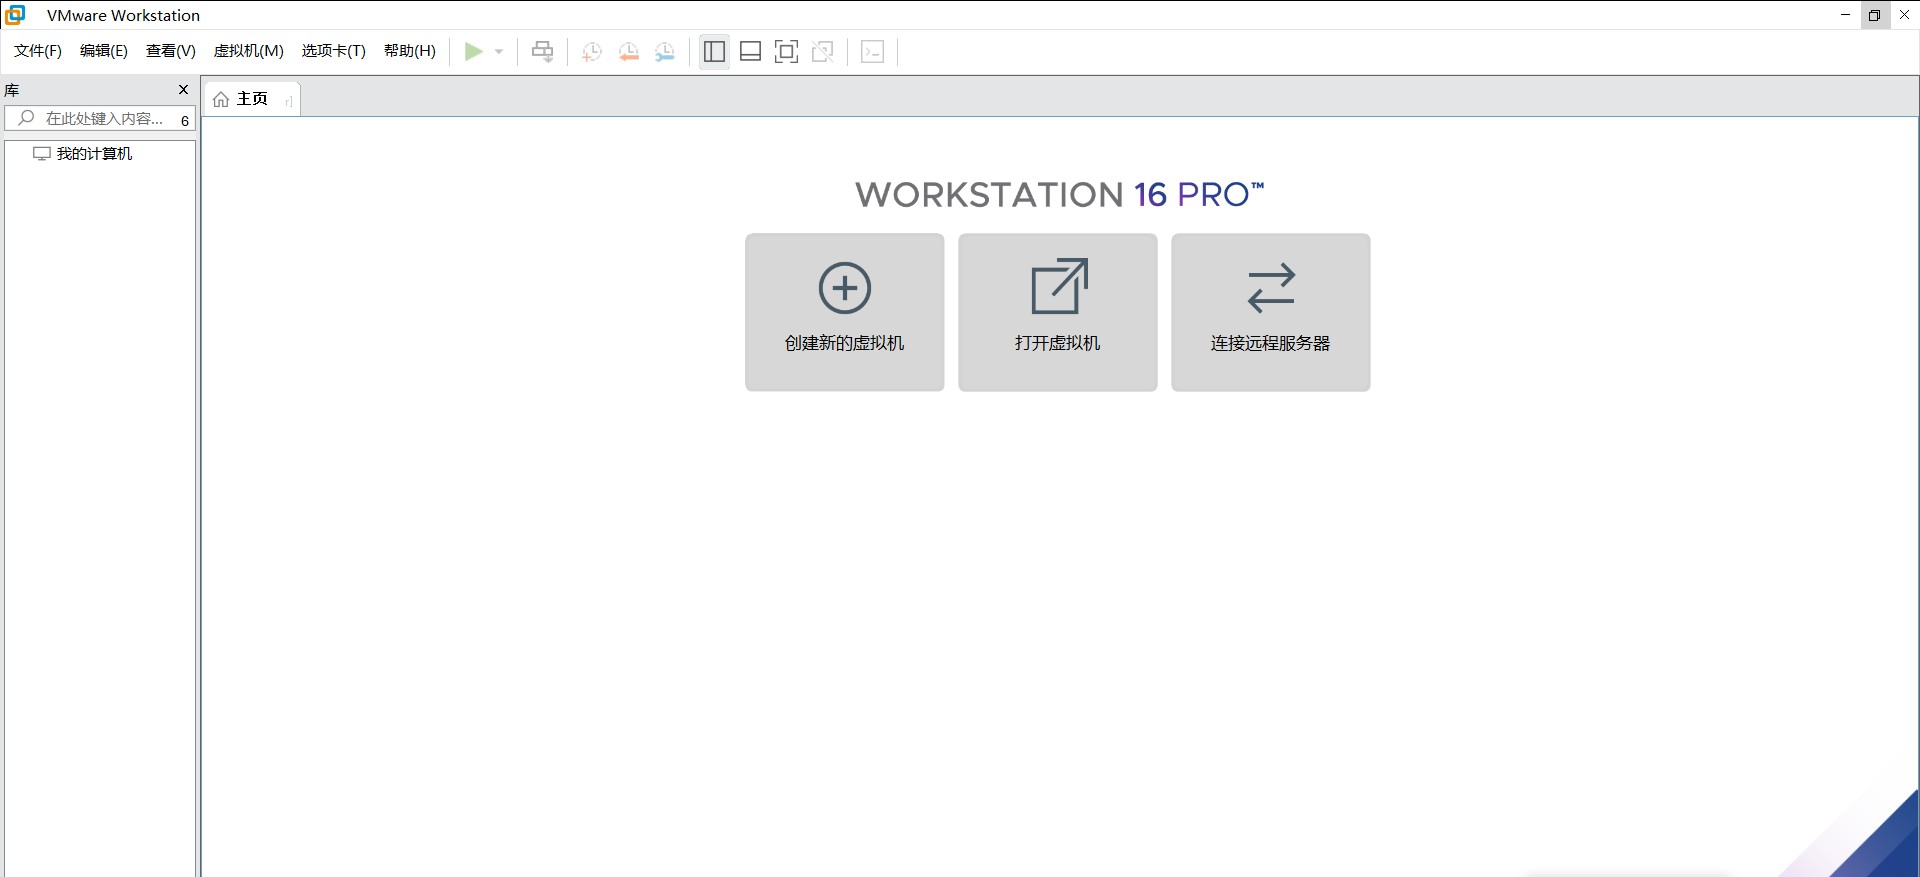 VMware Workstation
文件(F) 编辑(E) 查看(V) 虚拟机(M) 选项卡(T) 帮助(H)
库
主页
在此处键入内容...
我的计算机
WORKSTATION 16 PRO™
创建新的虚拟机
打开虚拟机
连接远程服务器